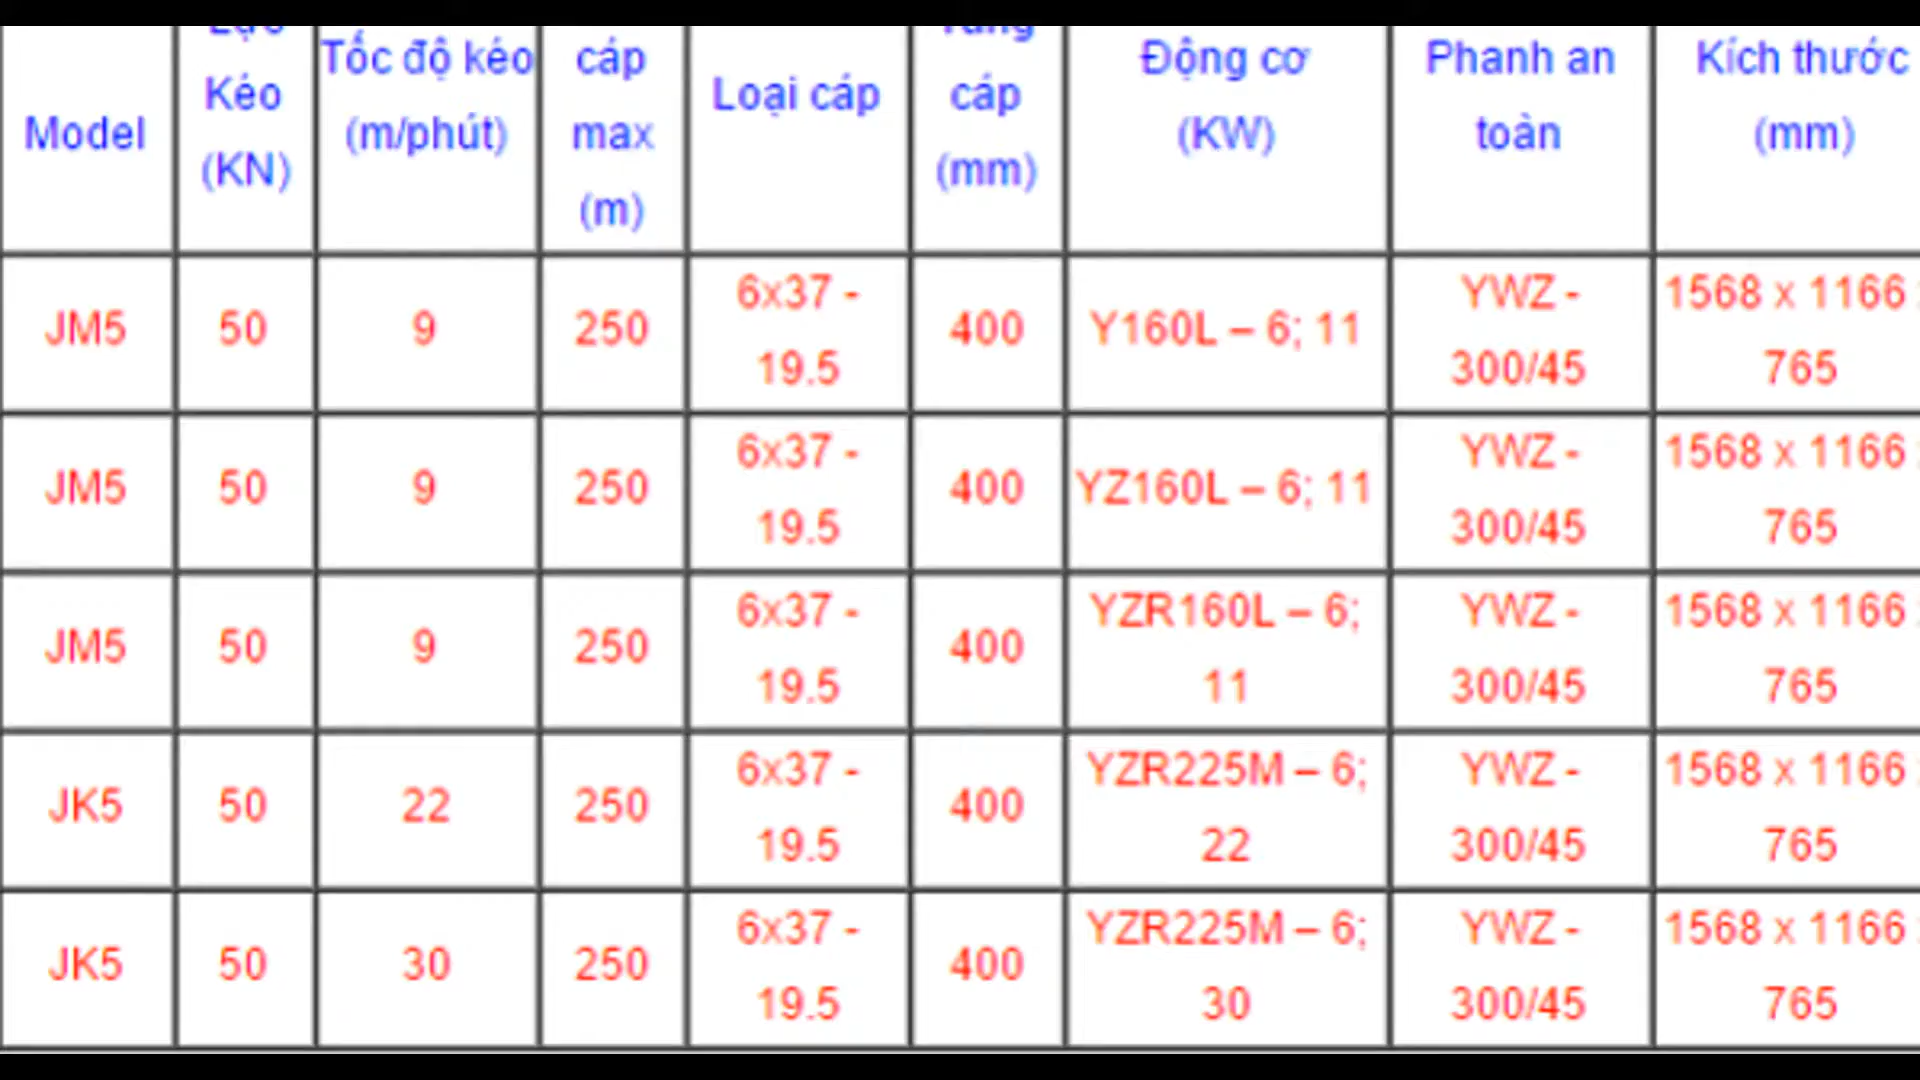 Model
Kéo
(KN)
Tốc độ kéo
(m/phút)
cáp
max
(m)
Loại cáp
cáp
(mm)
Động cơ
(KW)
Phanh an
toàn
Kích thước
(mm)
JM5
50
9
250
6x37 -
19.5
400
Y160L – 6; 11
YWZ -
300/45
1568 x 1166
765
JM5
50
9
250
6x37 -
19.5
400
YZ160L – 6; 11
YWZ -
300/45
1568 x 1166
765
JM5
50
9
250
6x37 -
19.5
400
YZR160L – 6;
11
YWZ -
300/45
1568 x 1166
765
JK5
50
22
250
6x37 -
19.5
400
YZR225M – 6;
22
YWZ -
300/45
1568 x 1166
765
JK5
50
30
250
6x37 -
19.5
400
YZR225M – 6;
30
YWZ -
300/45
1568 x 1166
765